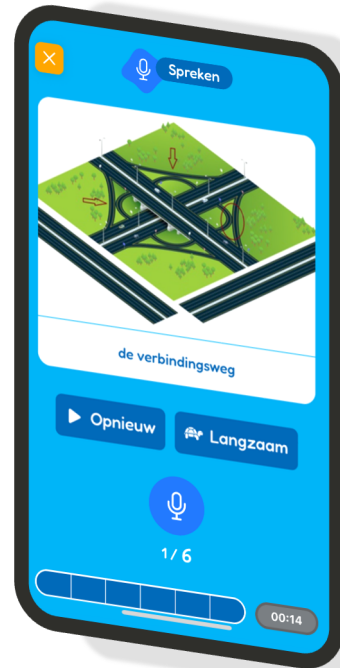 Spreken
de verbindingsweg
Opnieuw
Langzaam
1/6
00:14